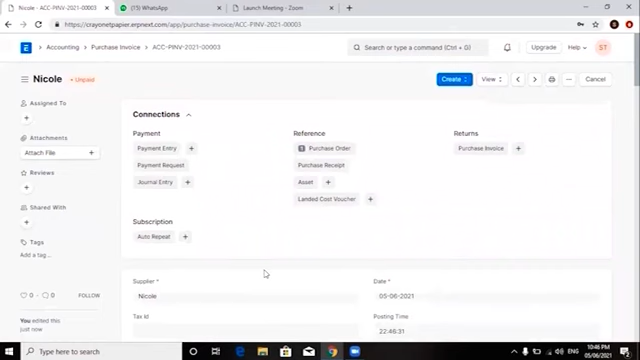 Nicole - ACC-PINV-2021-00003
(15) WhatsApp
Launch Meeting - Zoom
https://crayonetpapier.erpnext.com/app/purchase-invoice/ACC-PINV-2021-00003
Accounting
Purchase Invoice
ACC-PINV-2021-00003
Search or type a command (Ctrl + G)
Upgrade
Help
ST
Nicole
Unpaid
Create
View
Cancel
Assigned To
Attachments
Attach File
Reviews
Shared With
Tags
Add a tag...
0
0
FOLLOW
You edited this
just now
Connections
Payment
Reference
Returns
Payment Entry
1 Purchase Order
Purchase Invoice
Payment Request
Purchase Receipt
Journal Entry
Asset
Landed Cost Voucher
Subscription
Auto Repeat
Supplier *
Date *
Nicole
05-06-2021
Tax Id
Posting Time
22:46:31
Type here to search
ENG
10:46 PM
05/06/2021